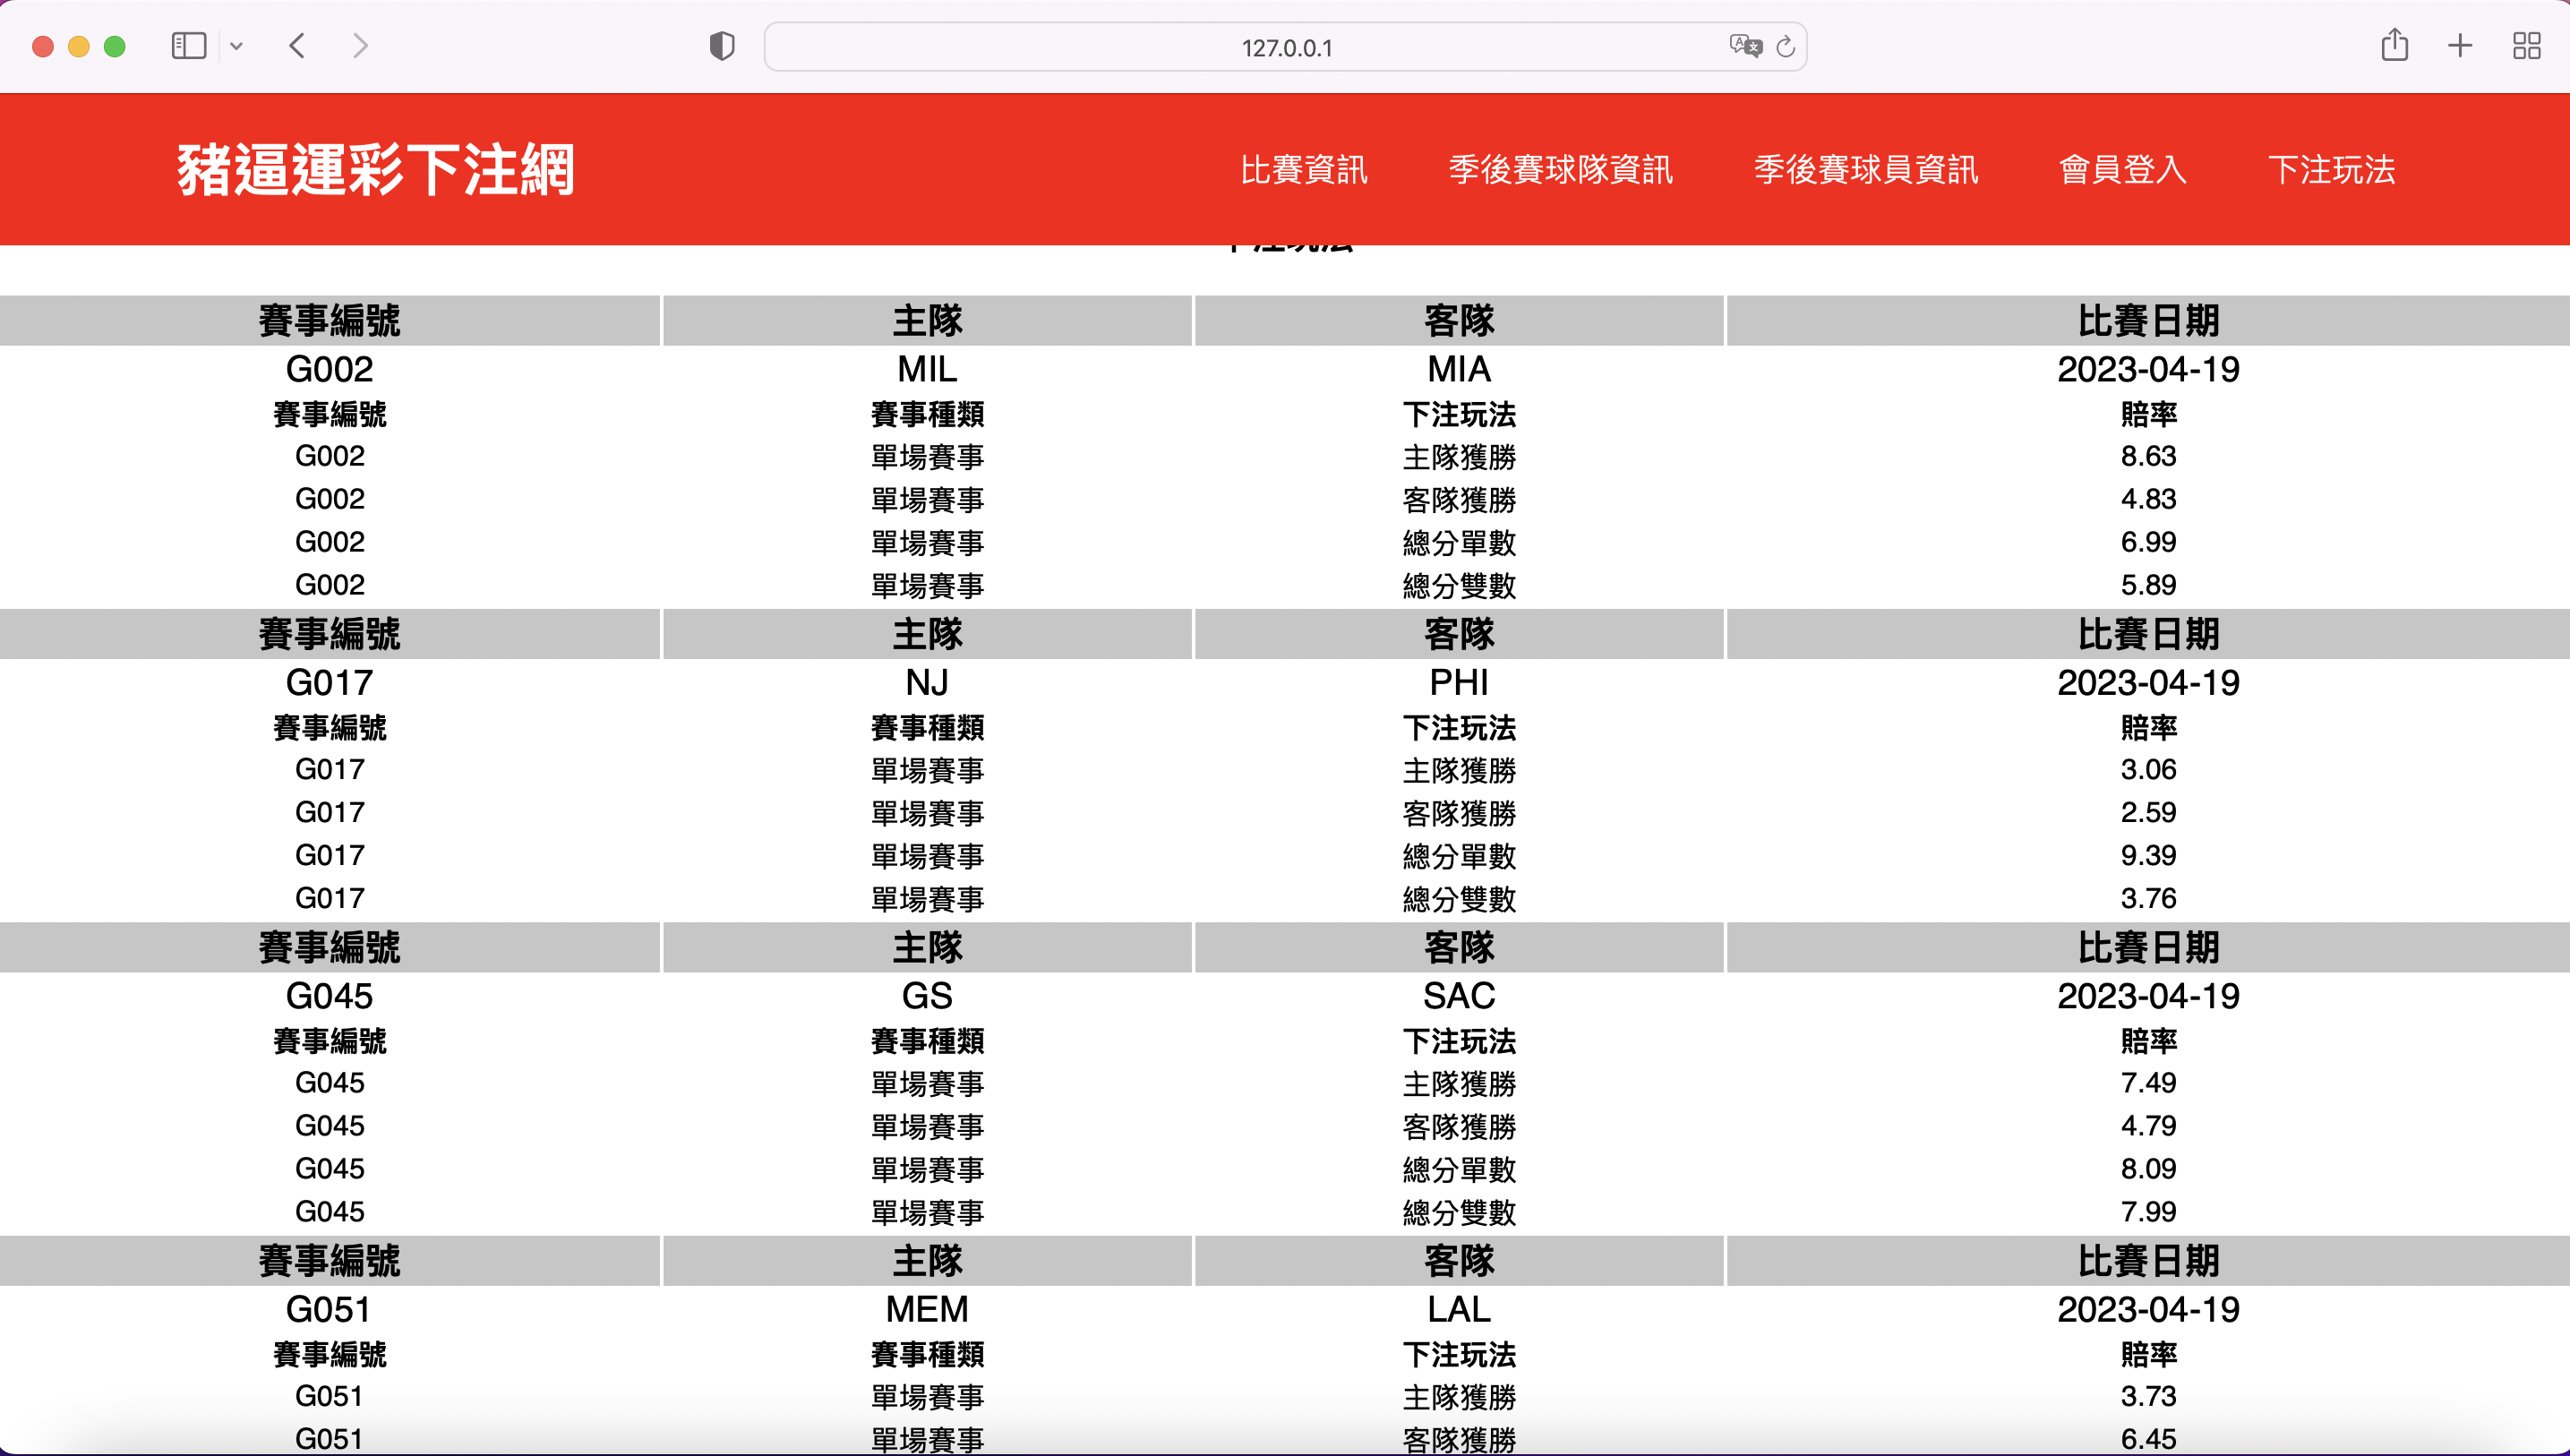 127.0.0.1
豬逼運彩下注網 比賽資訊 季後賽球隊資訊 季後賽球員資訊 會員登入 下注玩法
下注玩法
賽事編號 主隊 客隊 比賽日期
G002 MIL MIA 2023-04-19
賽事編號 賽事種類 下注玩法 賠率
G002 單場賽事 主隊獲勝 8.63
G002 單場賽事 客隊獲勝 4.83
G002 單場賽事 總分單數 6.99
G002 單場賽事 總分雙數 5.89
賽事編號 主隊 客隊 比賽日期
G017 NJ PHI 2023-04-19
賽事編號 賽事種類 下注玩法 賠率
G017 單場賽事 主隊獲勝 3.06
G017 單場賽事 客隊獲勝 2.59
G017 單場賽事 總分單數 9.39
G017 單場賽事 總分雙數 3.76
賽事編號 主隊 客隊 比賽日期
G045 GS SAC 2023-04-19
賽事編號 賽事種類 下注玩法 賠率
G045 單場賽事 主隊獲勝 7.49
G045 單場賽事 客隊獲勝 4.79
G045 單場賽事 總分單數 8.09
G045 單場賽事 總分雙數 7.99
賽事編號 主隊 客隊 比賽日期
G051 MEM LAL 2023-04-19
賽事編號 賽事種類 下注玩法 賠率
G051 單場賽事 主隊獲勝 3.73
G051 單場賽事 客隊獲勝 6.45